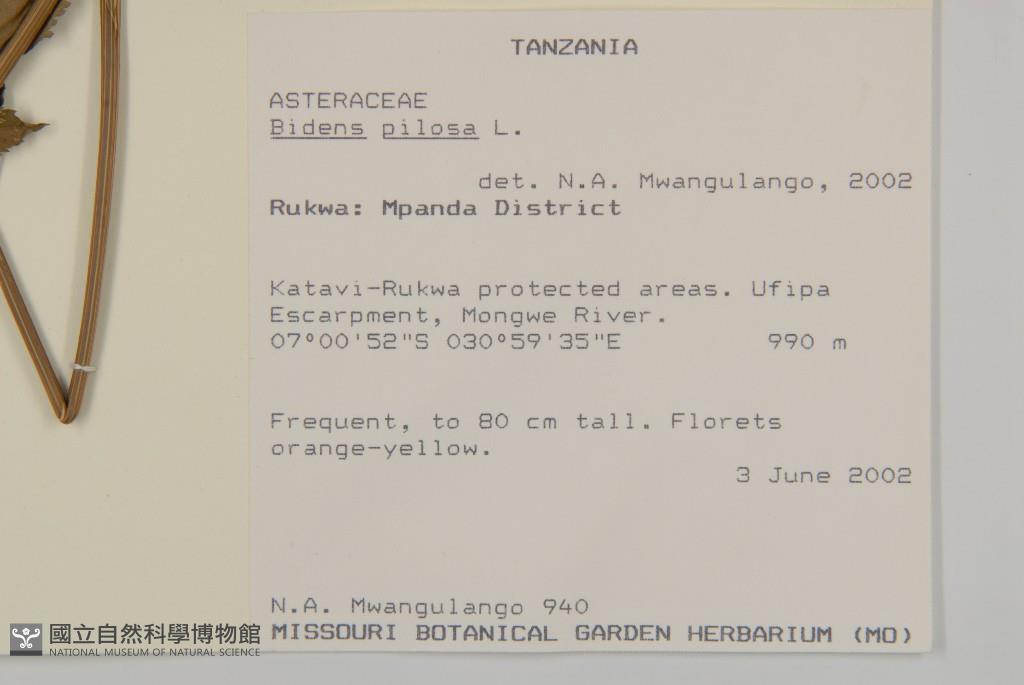 TANZANIA
ASTERACEAE
Bidens pilosa L.
det. N.A. Mwangulango, 2002
Rukwa: Mpanda District
Katavi-Rukwa protected areas. Ufipa
Escarpment, Mongwe River.
07°00'52"S 030°59'35"E 990 m
Frequent, to 80 cm tall. Florets
orange-yellow.
3 June 2002
N.A. Mwangulango 940
MISSOURI BOTANICAL GARDEN HERBARIUM (MO)
國立自然科學博物館
NATIONAL MUSEUM OF NATURAL SCIENCE